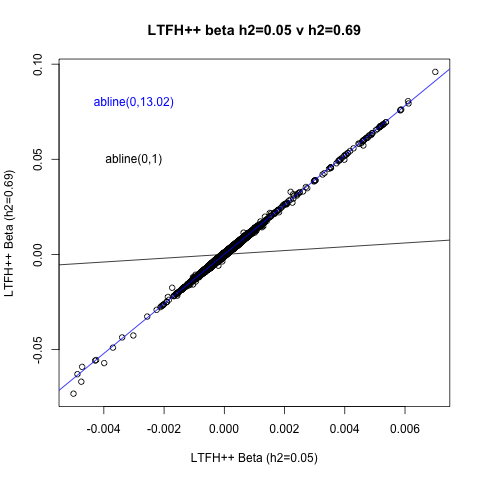 LTFH++ beta h2=0.05 v h2=0.69
abline(0,13.02)
abline(0,1)
LTFH++ Beta (h2=0.69)
0.10
0.05
0.00
-0.05
-0.004
-0.002
0.000
0.002
0.004
0.006
LTFH++ Beta (h2=0.05)